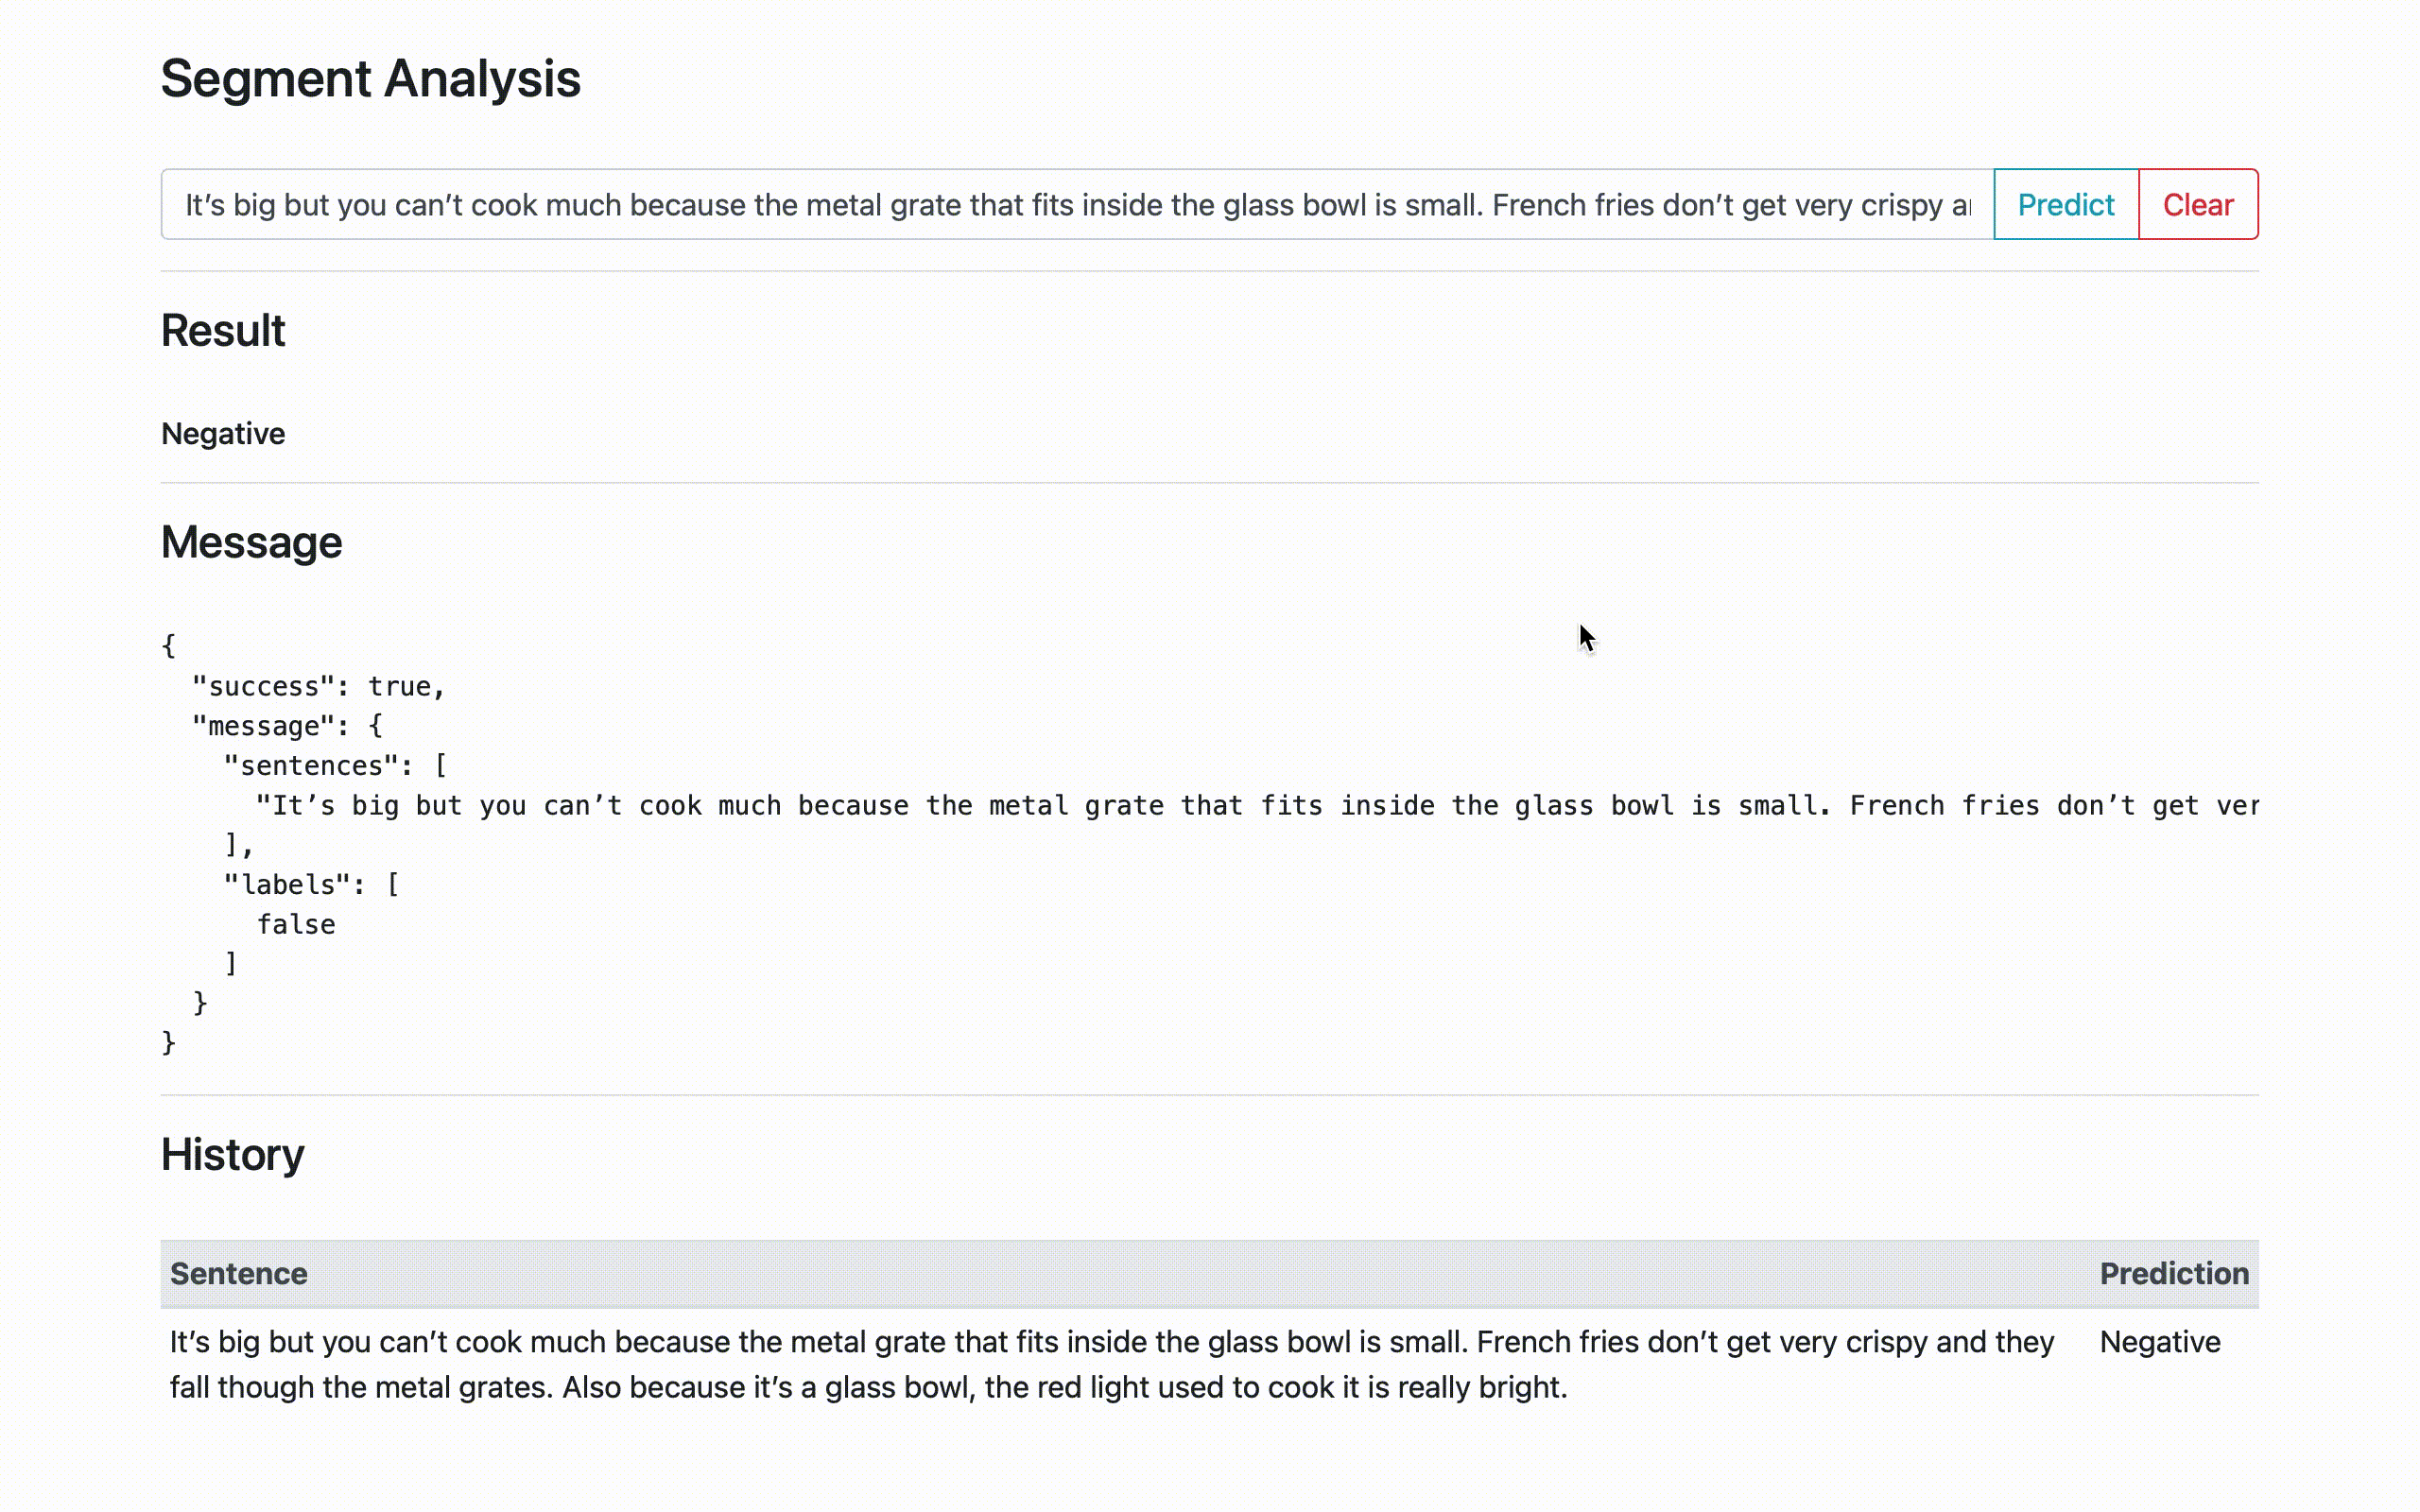 Segment Analysis
It’s big but you can’t cook much because the metal grate that fits inside the glass bowl is small. French fries don’t get very crispy
Predict
Clear
Result
Negative
Message
{
"success": true,
"message": {
"sentences": [
"It’s big but you can’t cook much because the metal grate that fits inside the glass bowl is small. French fries don’t get ver
],
"labels": [
false
]
}
}
History
Sentence Prediction
It’s big but you can’t cook much because the metal grate that fits inside the glass bowl is small. French fries don’t get very crispy and they Negative
fall though the metal grates. Also because it’s a glass bowl, the red light used to cook it is really bright.